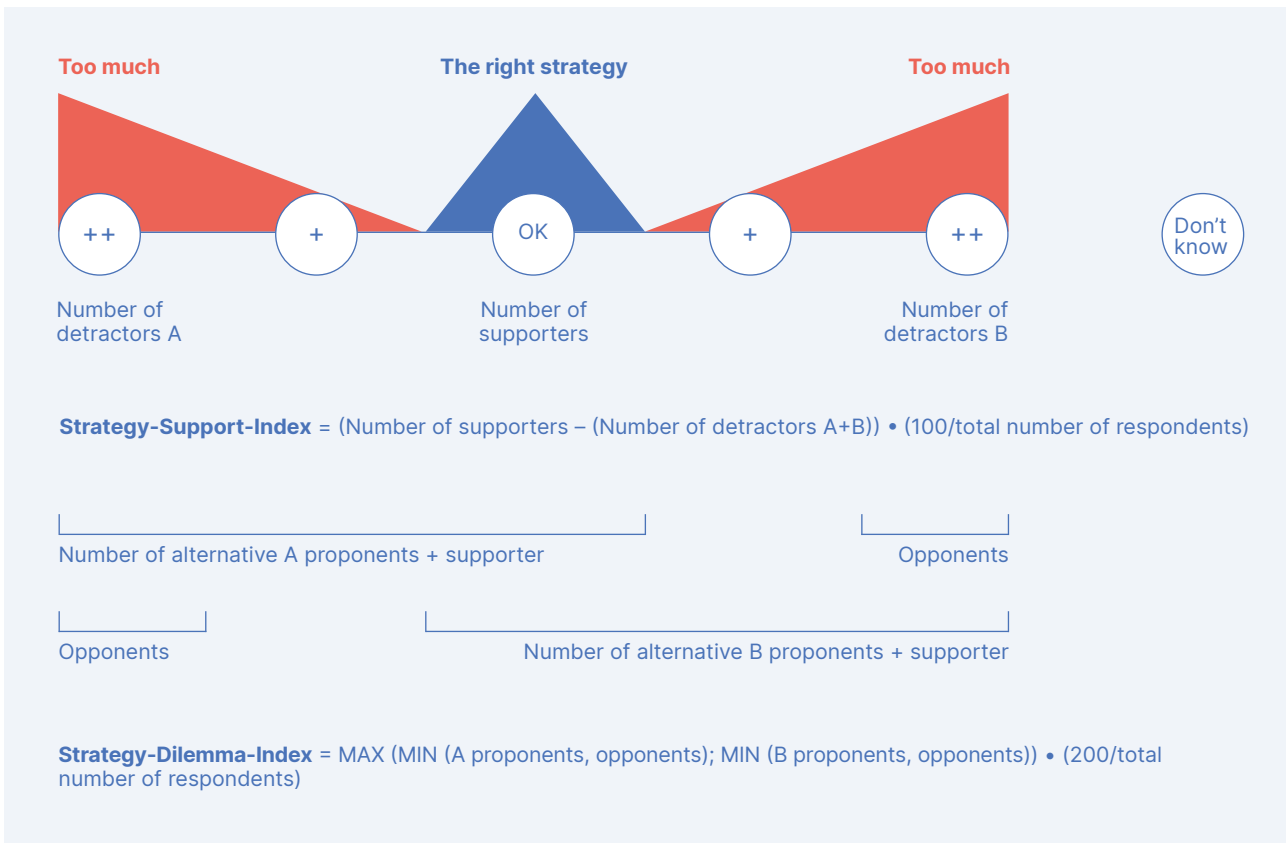 Too much
The right strategy
Too much
++
+
OK
+
++
Don’t
know
Number of
detractors A
Number of
supporters
Number of
detractors B
Strategy-Support-Index = (Number of supporters – (Number of detractors A+B)) • (100/total number of respondents)
Number of alternative A proponents + supporter
Opponents
Opponents
Number of alternative B proponents + supporter
Strategy-Dilemma-Index = MAX (MIN (A proponents, opponents); MIN (B proponents, opponents)) • (200/total
number of respondents)